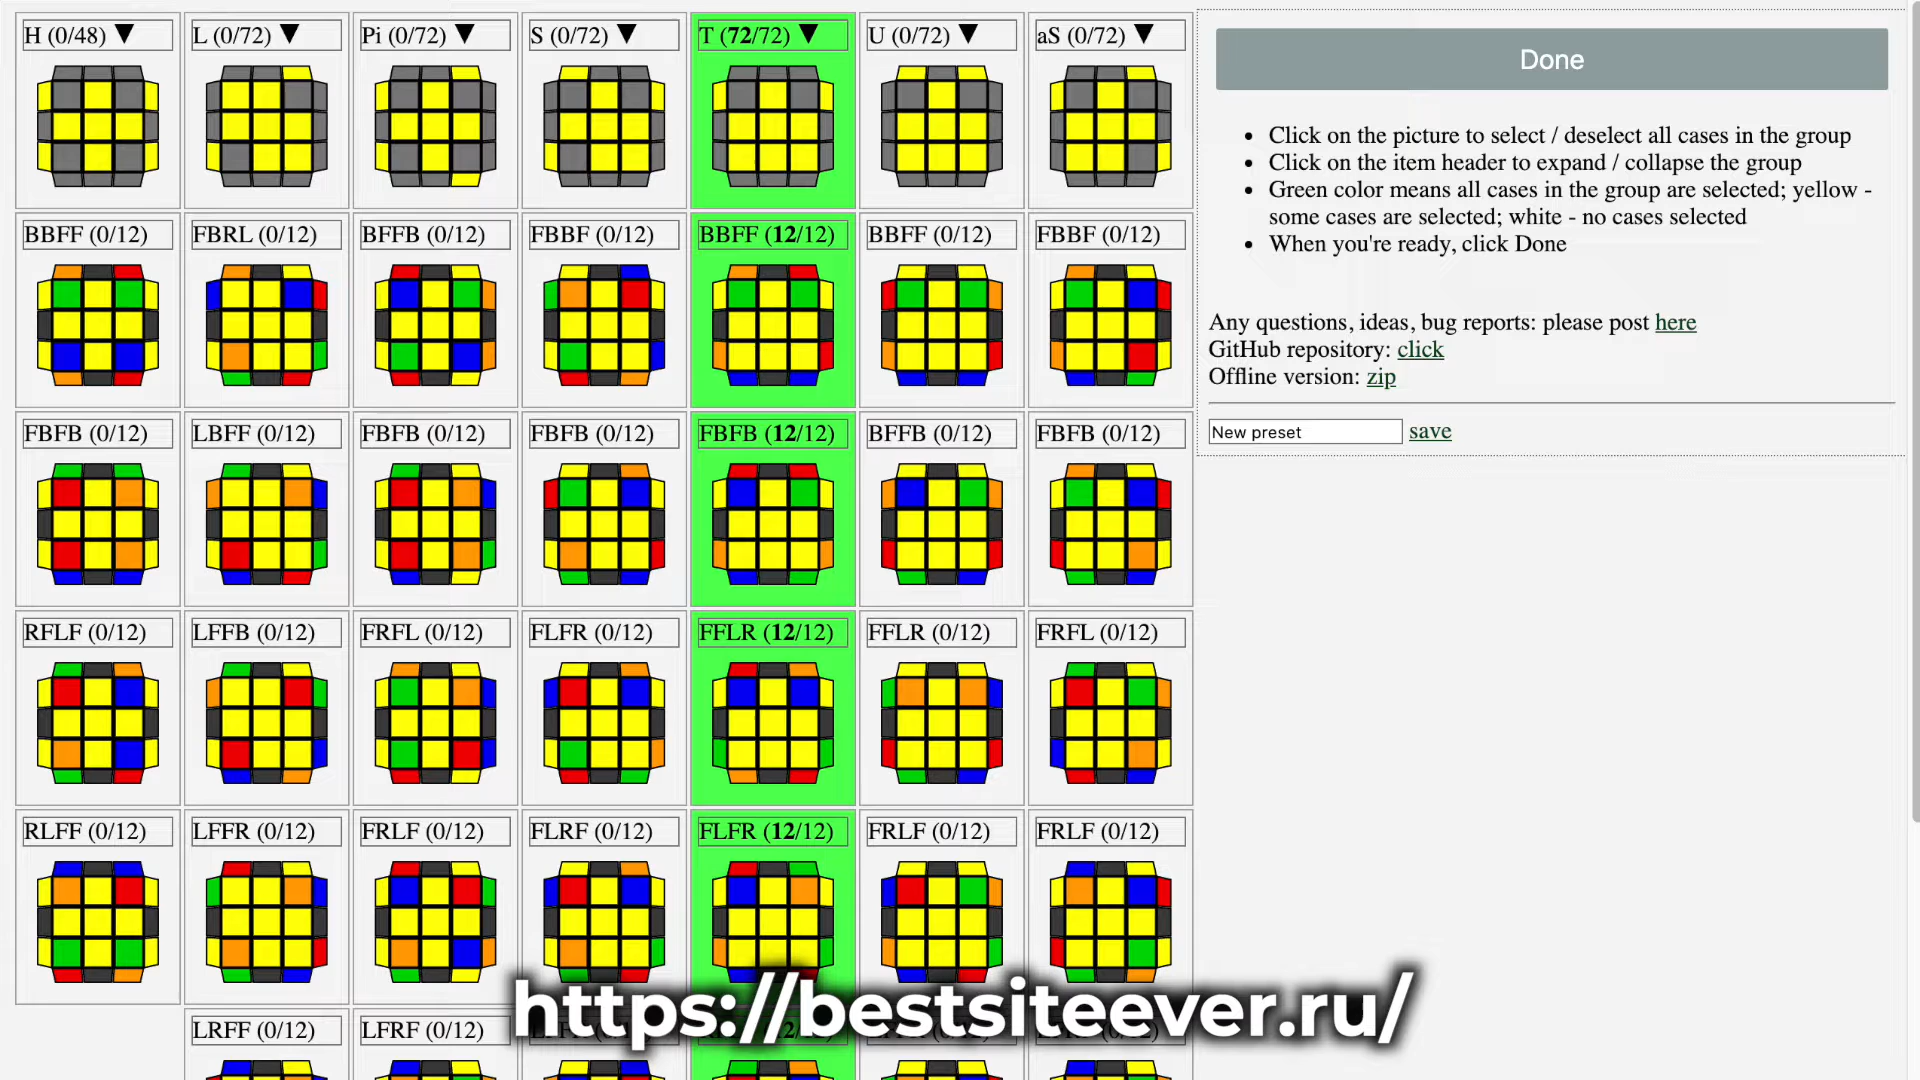 H (0/48) ▼ L (0/72) ▼ Pi (0/72) ▼ S (0/72) ▼ T (72/72) ▼ U (0/72) ▼ aS (0/72) ▼
BBFF (0/12) FBRL (0/12) BFFB (0/12) FBBF (0/12) BBFF (12/12) BBFF (0/12) FBBF (0/12)
FBFB (0/12) LBFF (0/12) FBFB (0/12) FBFB (0/12) FBFB (12/12) BFFB (0/12) FBFB (0/12)
RFLF (0/12) LFFB (0/12) FRFL (0/12) FLFR (0/12) FFLR (12/12) FFLR (0/12) FRFL (0/12)
RLFF (0/12) LFFR (0/12) FRLF (0/12) FLRF (0/12) FLFR (12/12) FRLF (0/12) FRLF (0/12)
LRFF (0/12) LFRF (0/12)
Done
• Click on the picture to select / deselect all cases in the group
• Click on the item header to expand / collapse the group
• Green color means all cases in the group are selected; yellow -
some cases are selected; white - no cases selected
• When you're ready, click Done
Any questions, ideas, bug reports: please post here
GitHub repository: click
Offline version: zip
New preset save
https://bestsiteever.ru/